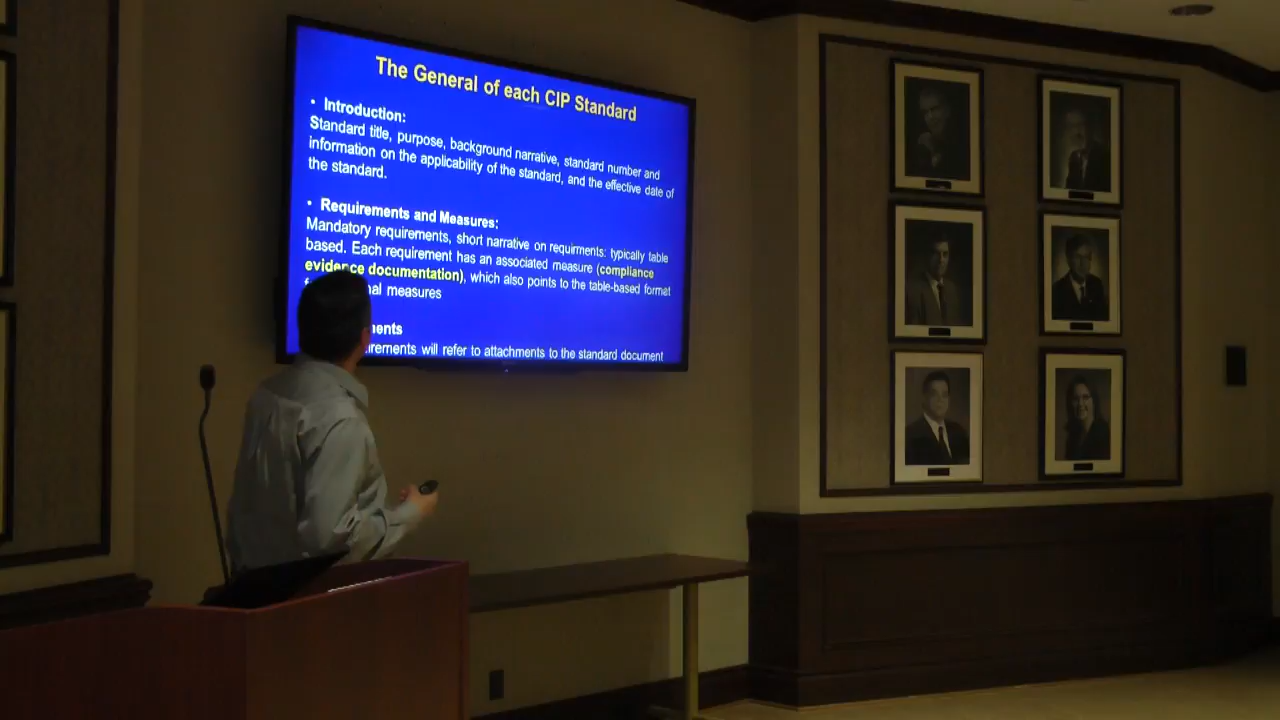 The General of each CIP Standard
• Introduction:
Standard title, purpose, background narrative, standard number and
information on the applicability of the standard, and the effective date of
the standard.
• Requirements and Measures:
Mandatory requirements, short narrative on requirments: typically table
based. Each requirement has an associated measure (compliance
evidence documentation), which also points to the table-based format
measures
will refer to attachments to the standard document